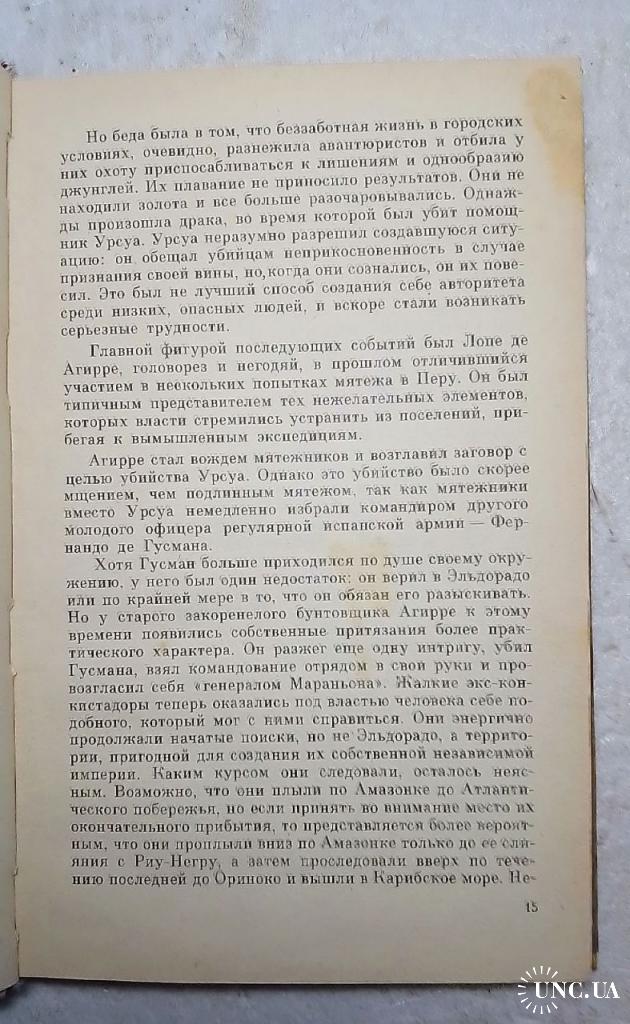 Но беда была в том, что беззаботная жизнь в городских
условиях, очевидно, разнежила авантюристов и отбила у
них охоту приспосабливаться к лишениям и однообразию
джунглей. Их плавание не приносило результатов. Они не
находили золота и все больше разочаровывались. Однаж-
ды произошла драка, во время которой был убит помощ-
ник Урсуа. Урсуа неразумно разрешил создавшуюся ситу-
ацию: он обещал убийцам неприкосновенность в случае
признания своей вины, но, когда они сознались, он их пове-
сил. Это был не лучший способ создания себе авторитета
среди низких, опасных людей, и вскоре стали возникать
серьезные трудности.
Главной фигурой последующих событий был Лопе де
Агирре, головорез и негодяй, в прошлом отличившийся
участием в нескольких попытках мятежа в Перу. Он был
типичным представителем тех нежелательных элементов,
которых власти стремились устранить из поселений, при-
бегая к вымышленным экспедициям.
Агирре стал вождем мятежников и возглавил заговор с
целью убийства Урсуа. Однако это убийство было скорее
мщением, чем подлинным мятежом, так как мятежники
вместо Урсуа немедленно избрали командиром другого
молодого офицера регулярной испанской армии — Фер-
нандо де Гусмана.
Хотя Гусман больше приходился по душе своему окру-
жению, у него был один недостаток: он верил в Эльдорадо
или по крайней мере в то, что он обязан его разыскивать.
Но у старого закоренелого бунтовщика Агирре к этому
времени появились собственные притязания более прак-
тического характера. Он разжег еще одну интригу, убил
Гусмана, взял командование отрядом в свои руки и про-
возгласил себя «генералом Мараньона». Жалкие экс-кон-
кистадоры теперь оказались под властью человека себе по-
добного, который мог с ними справиться. Они энергично
продолжали начатые поиски, но не Эльдорадо, а террито-
рии, пригодной для создания их собственной независимой
империи. Каким курсом они следовали, осталось неяс-
ным. Возможно, что они плыли по Амазонке до Атланти-
ческого побережья, но если принять во внимание место их
окончательного прибытия, то представляется более вероят-
ным, что они проплыли вниз по Амазонке только до ее сли-
яния с Риу-Негру, а затем проследовали вверх по тече-
нию последней до Ориноко и вышли в Карибское море. Не-
15
UNC.UA